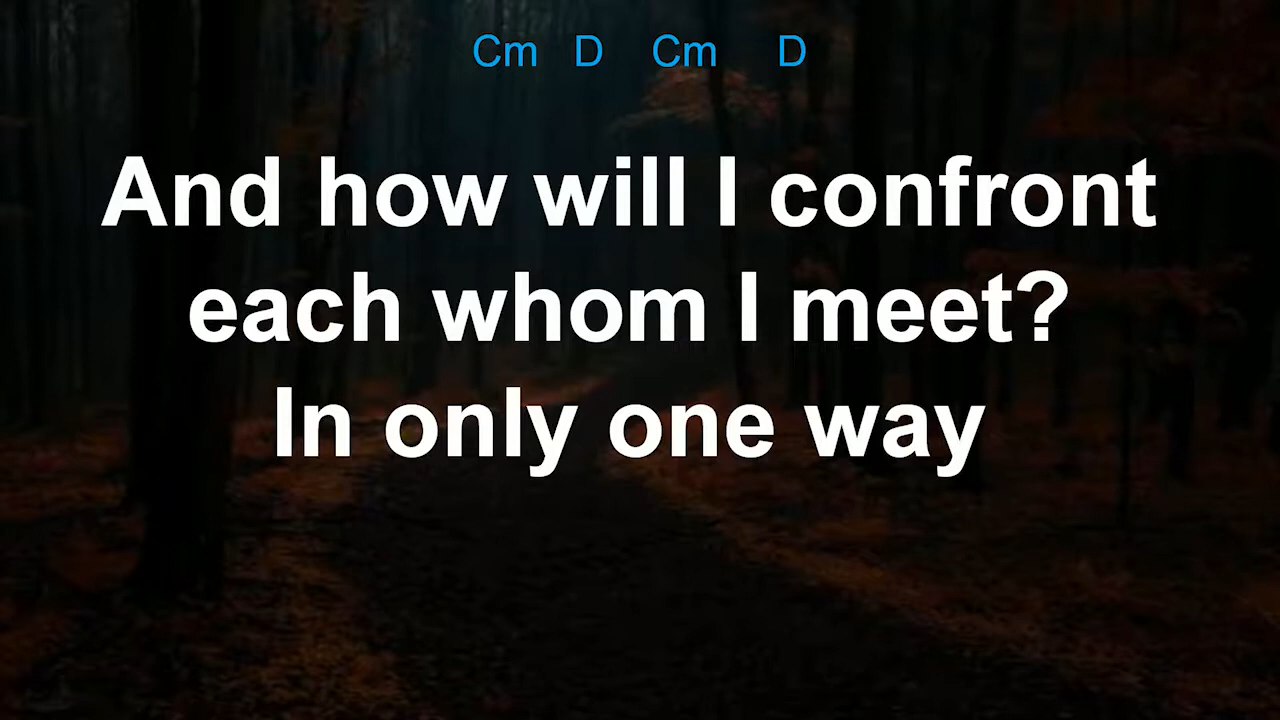 Cm D Cm D
And how will I confront
each whom I meet?
In only one way